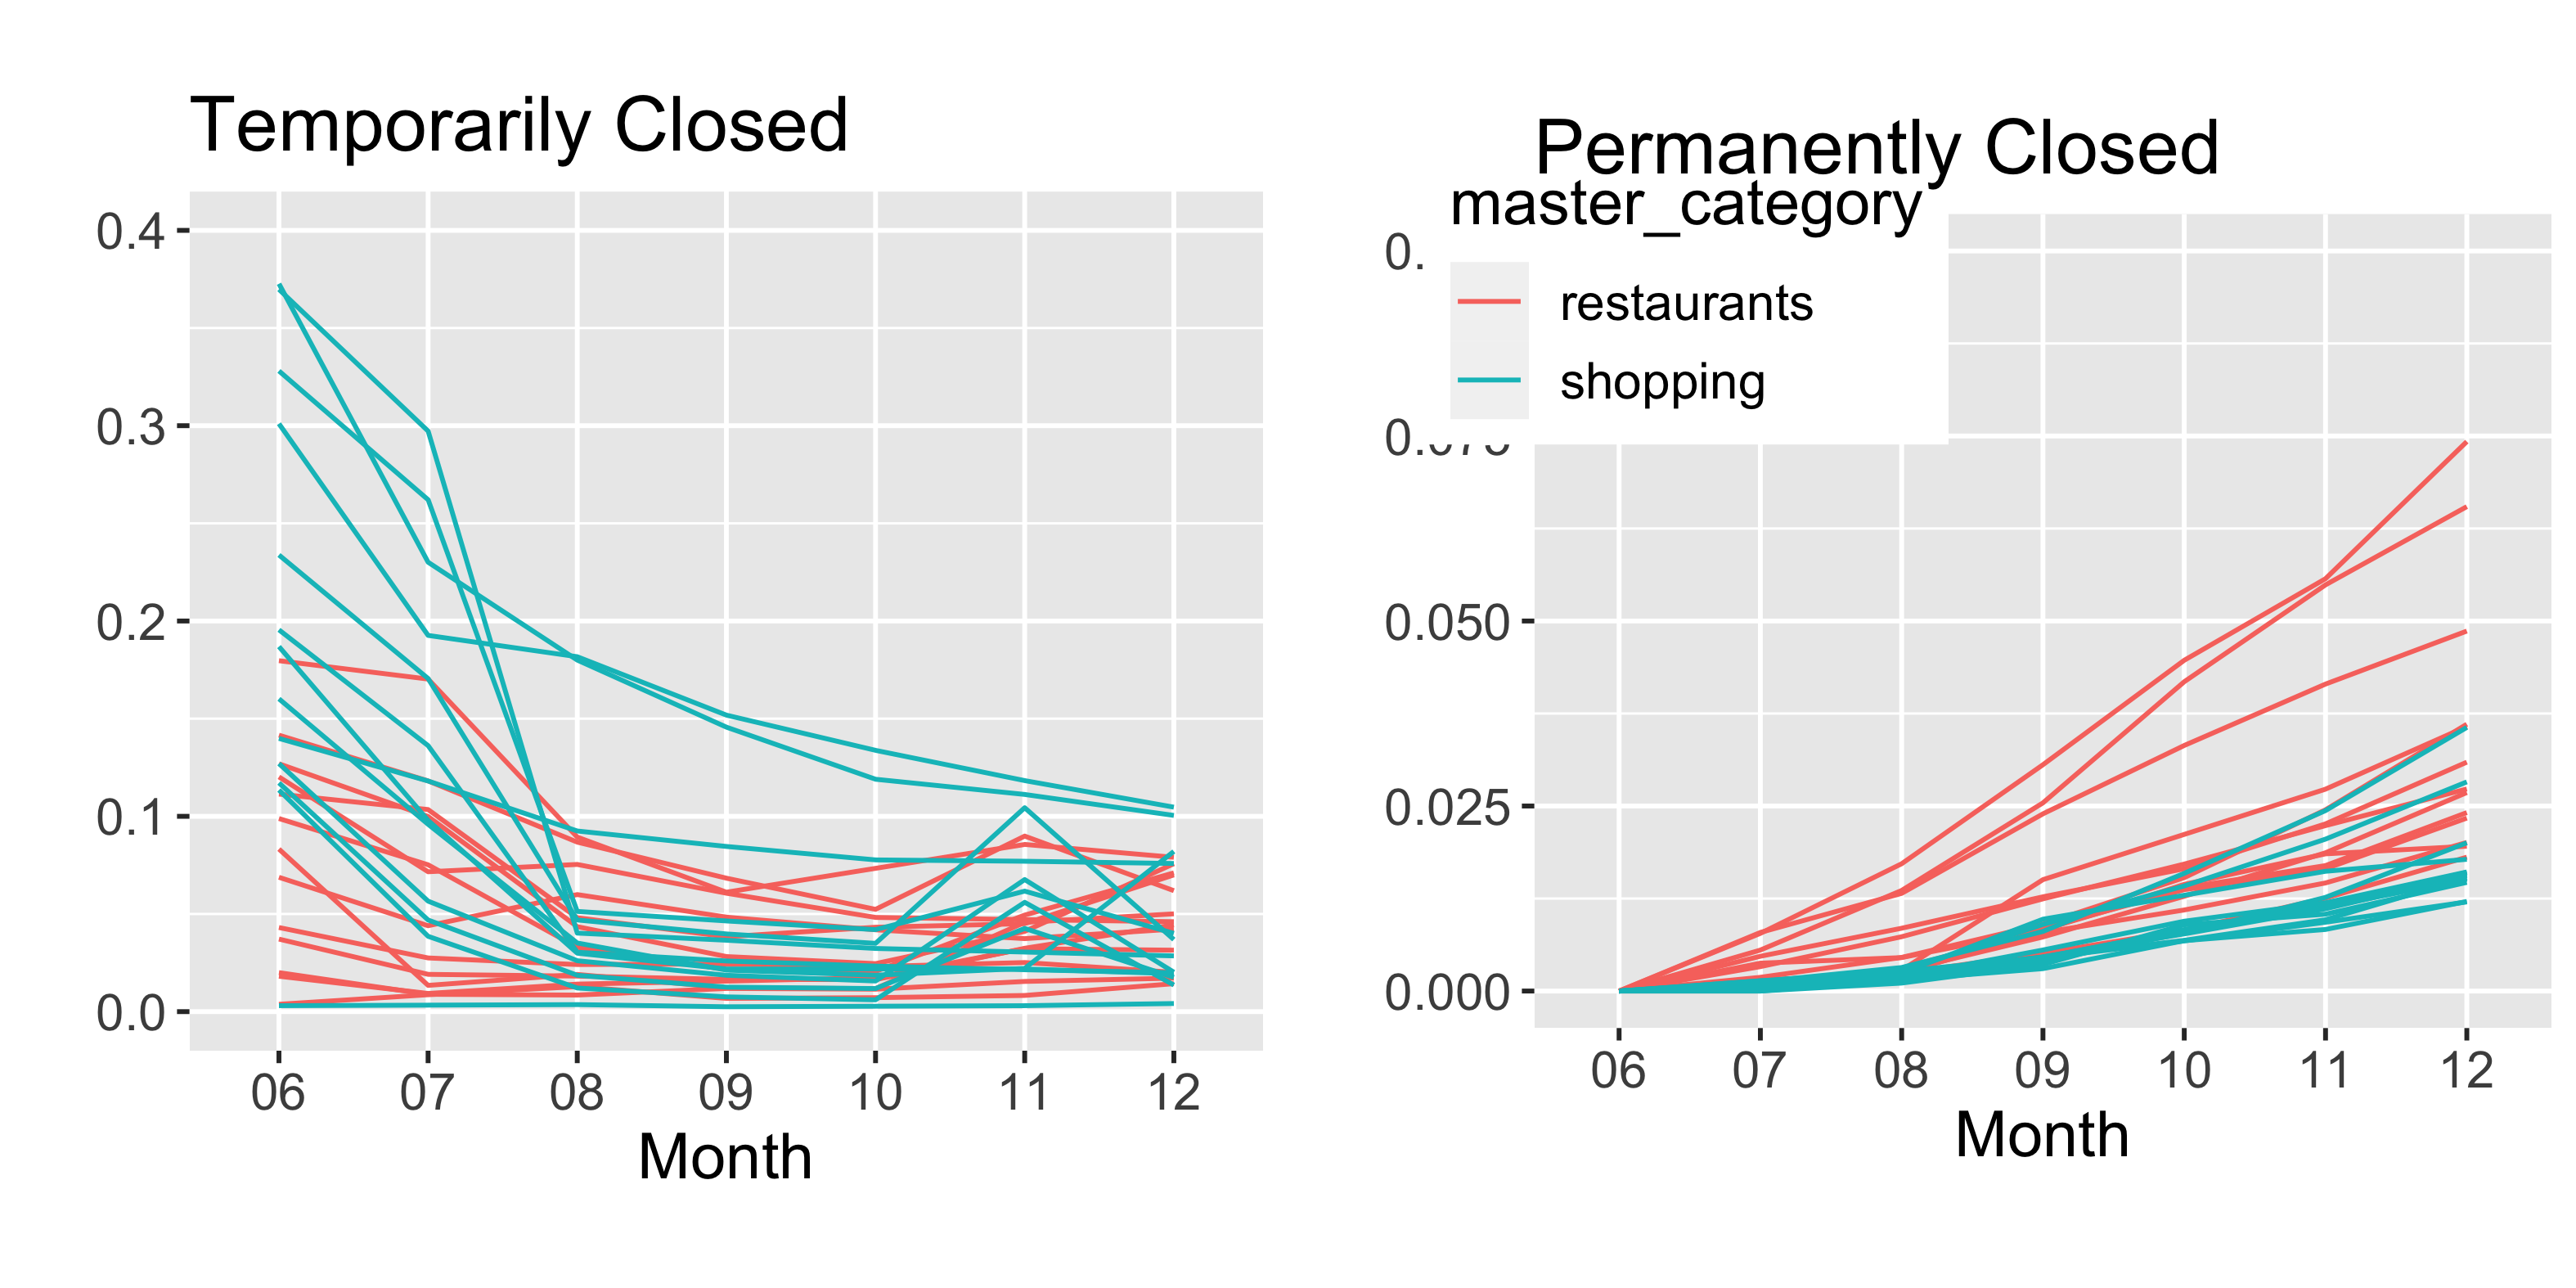 Temporarily Closed
0.4
0.3
0.2
0.1
0.0
06 07 08 09 10 11 12
Month
Permanently Closed
master_category
restaurants
shopping
0.050
0.025
0.000
06 07 08 09 10 11 12
Month